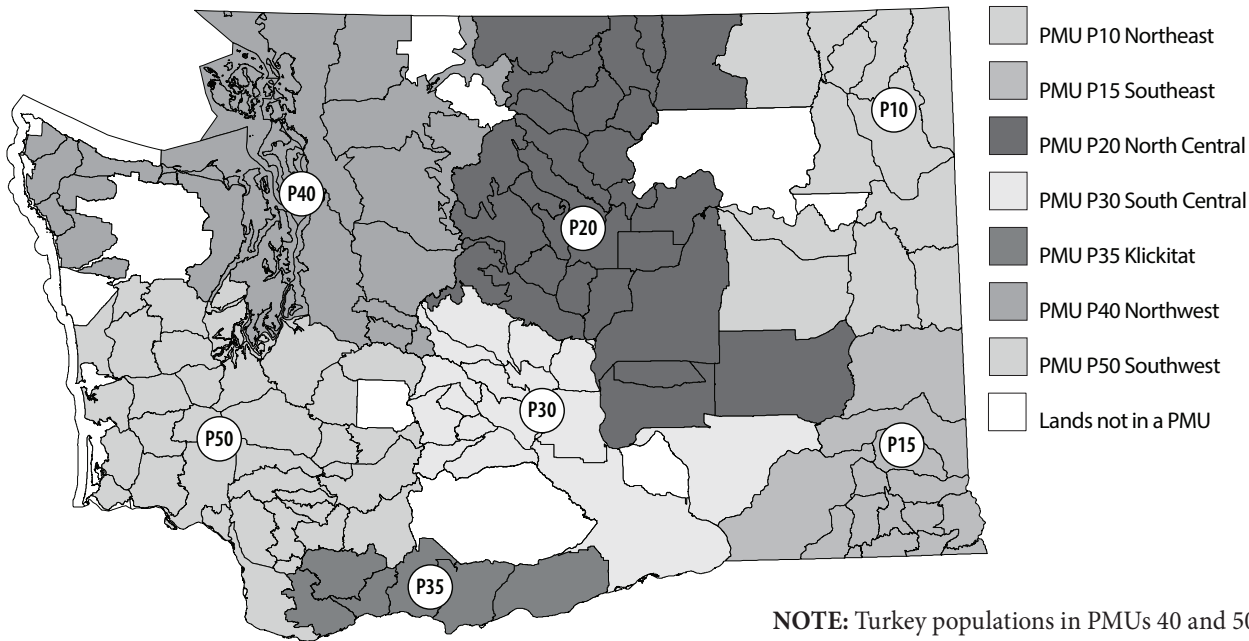 PMU P10 Northeast
PMU P15 Southeast
PMU P20 North Central
PMU P30 South Central
PMU P35 Klickitat
PMU P40 Northwest
PMU P50 Southwest
Lands not in a PMU
P10
P40
P20
P30
P50
P15
P35
NOTE: Turkey populations in PMUs 40 and 50